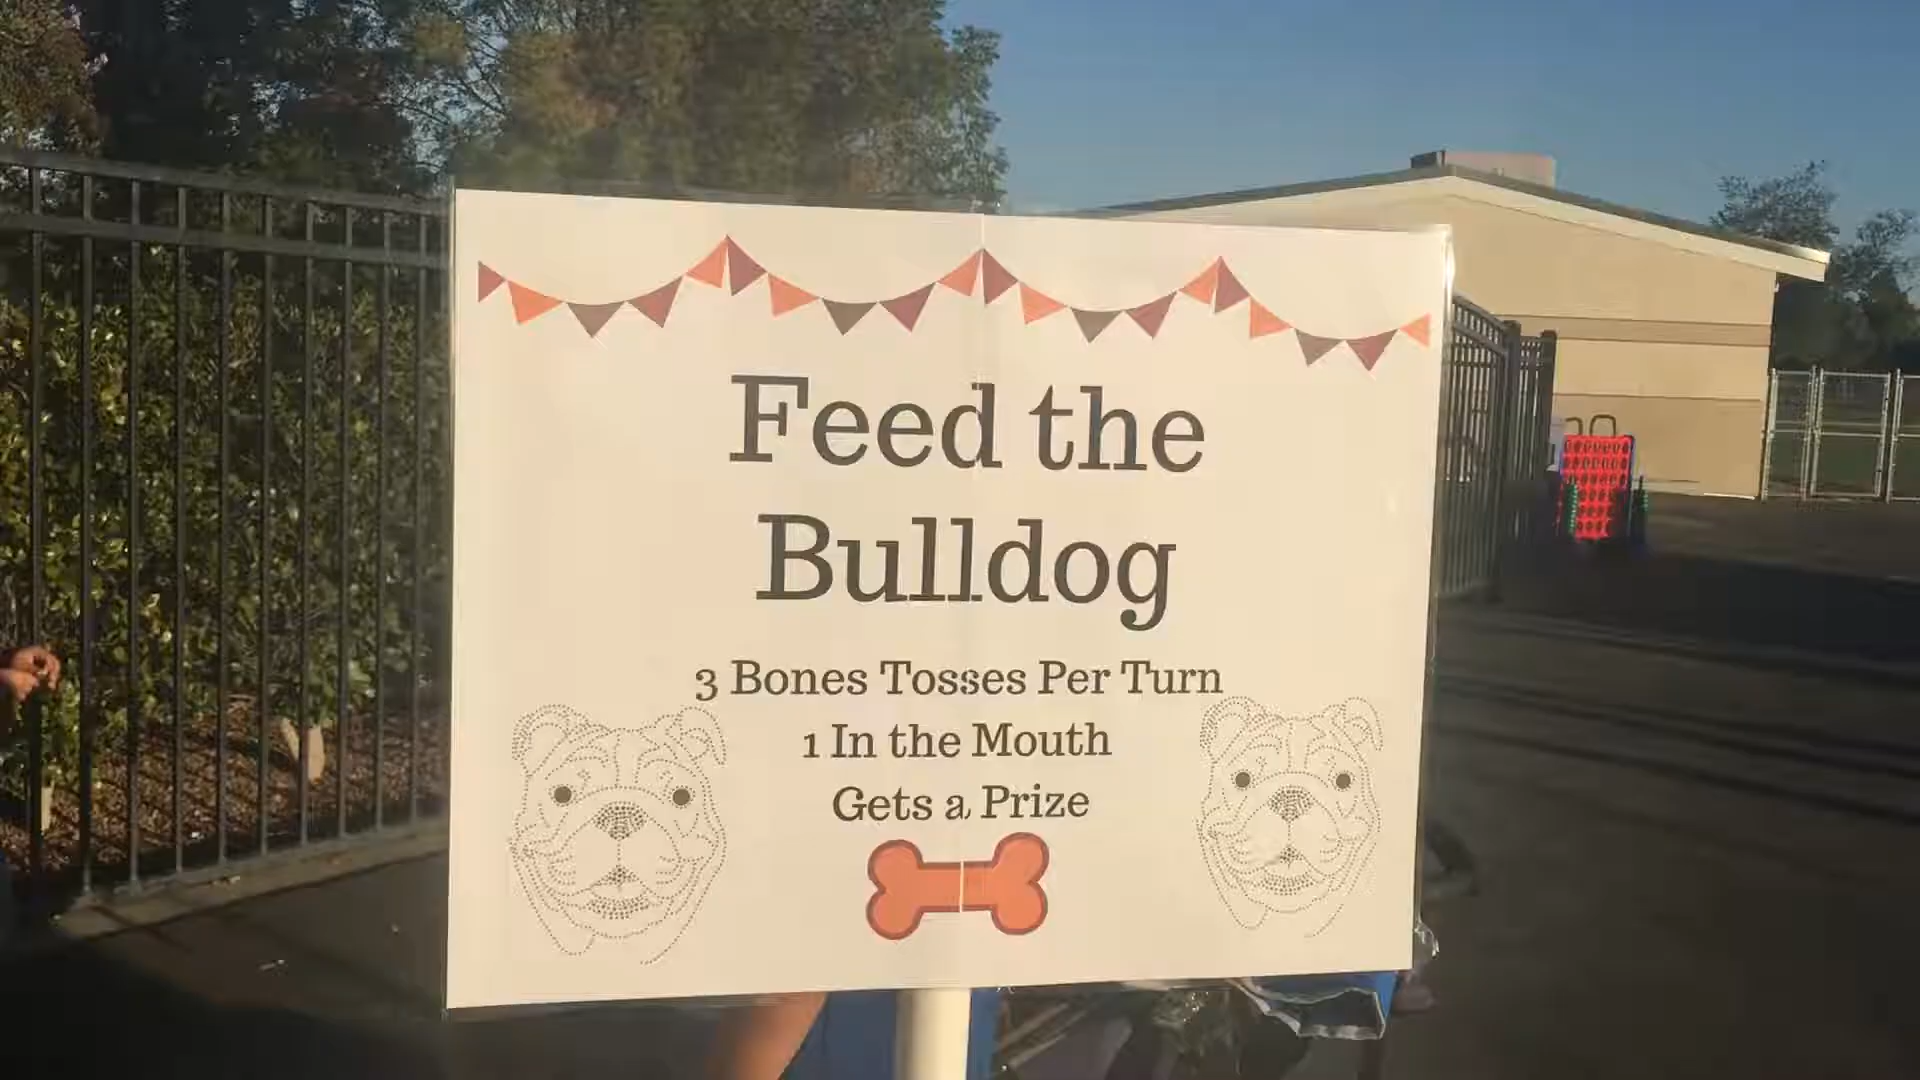 Feed the
Bulldog
3 Bones Tosses Per Turn
1 In the Mouth
Gets a Prize